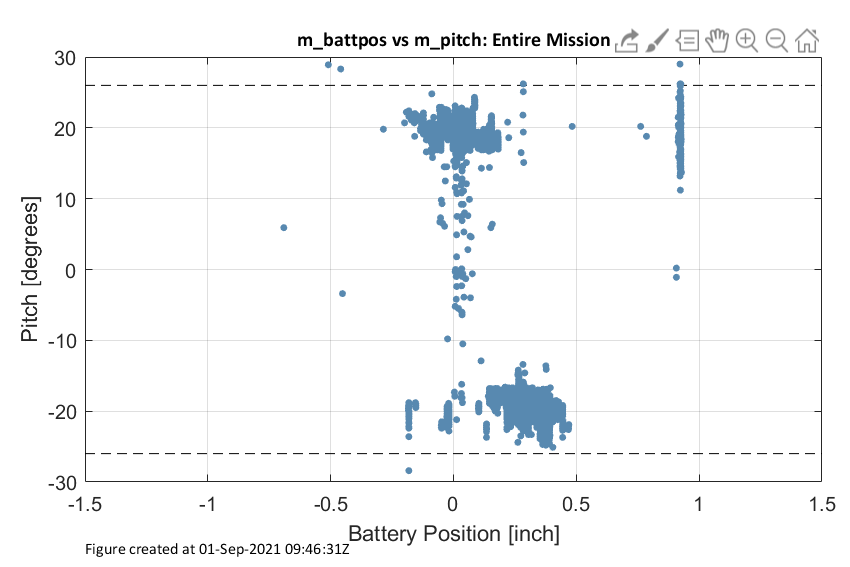 m_battpos vs m_pitch: Entire Mission
30
20
10
0
-10
-20
-30
Pitch [degrees]
-1.5 -1 -0.5 0 0.5 1 1.5
Battery Position [inch]
Figure created at 01-Sep-2021 09:46:31Z